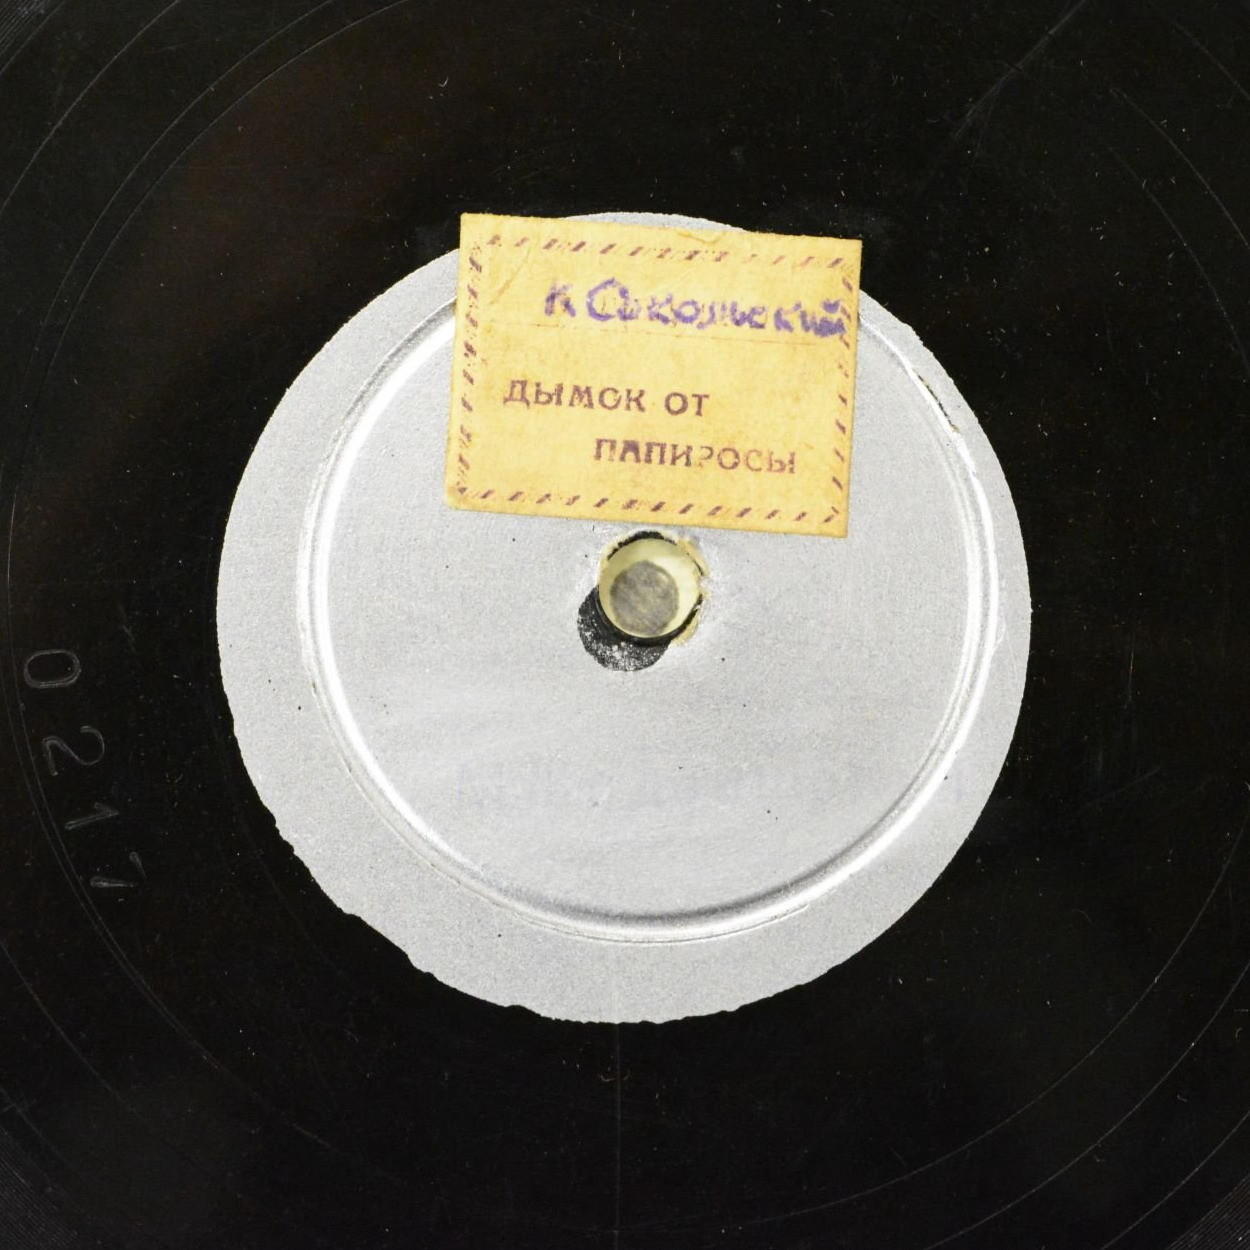 К Сокольский
ДЫМОК ОТ
ПАПИРОСЫ
0217